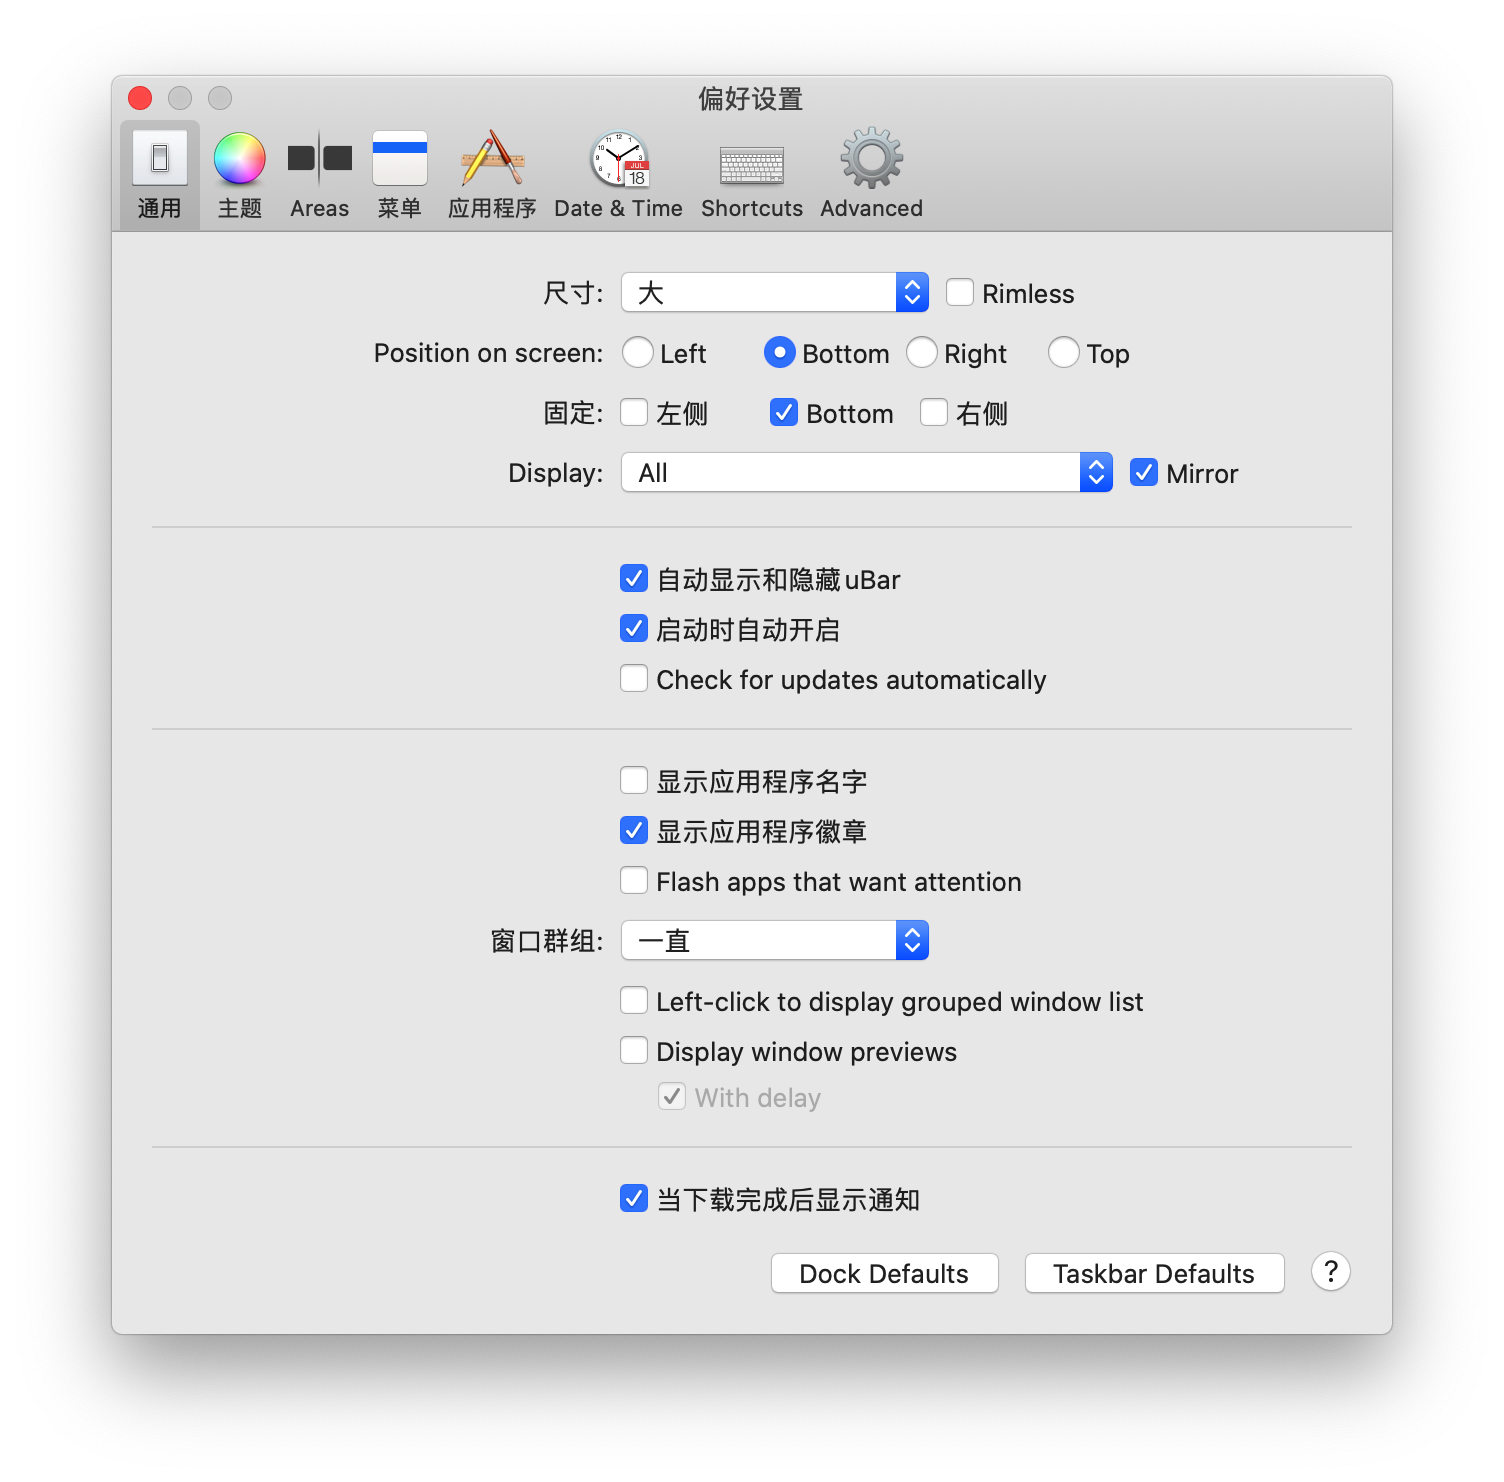 偏好设置
通用 主题 Areas 菜单 应用程序 Date & Time Shortcuts Advanced
JUL
18
尺寸: 大 Rimless
Position on screen: Left Bottom Right Top
固定: 左侧 Bottom 右侧
Display: All Mirror
自动显示和隐藏uBar
启动时自动开启
Check for updates automatically
显示应用程序名字
显示应用程序徽章
Flash apps that want attention
窗口群组: 一直
Left-click to display grouped window list
Display window previews
With delay
当下载完成后显示通知
Dock Defaults Taskbar Defaults ?